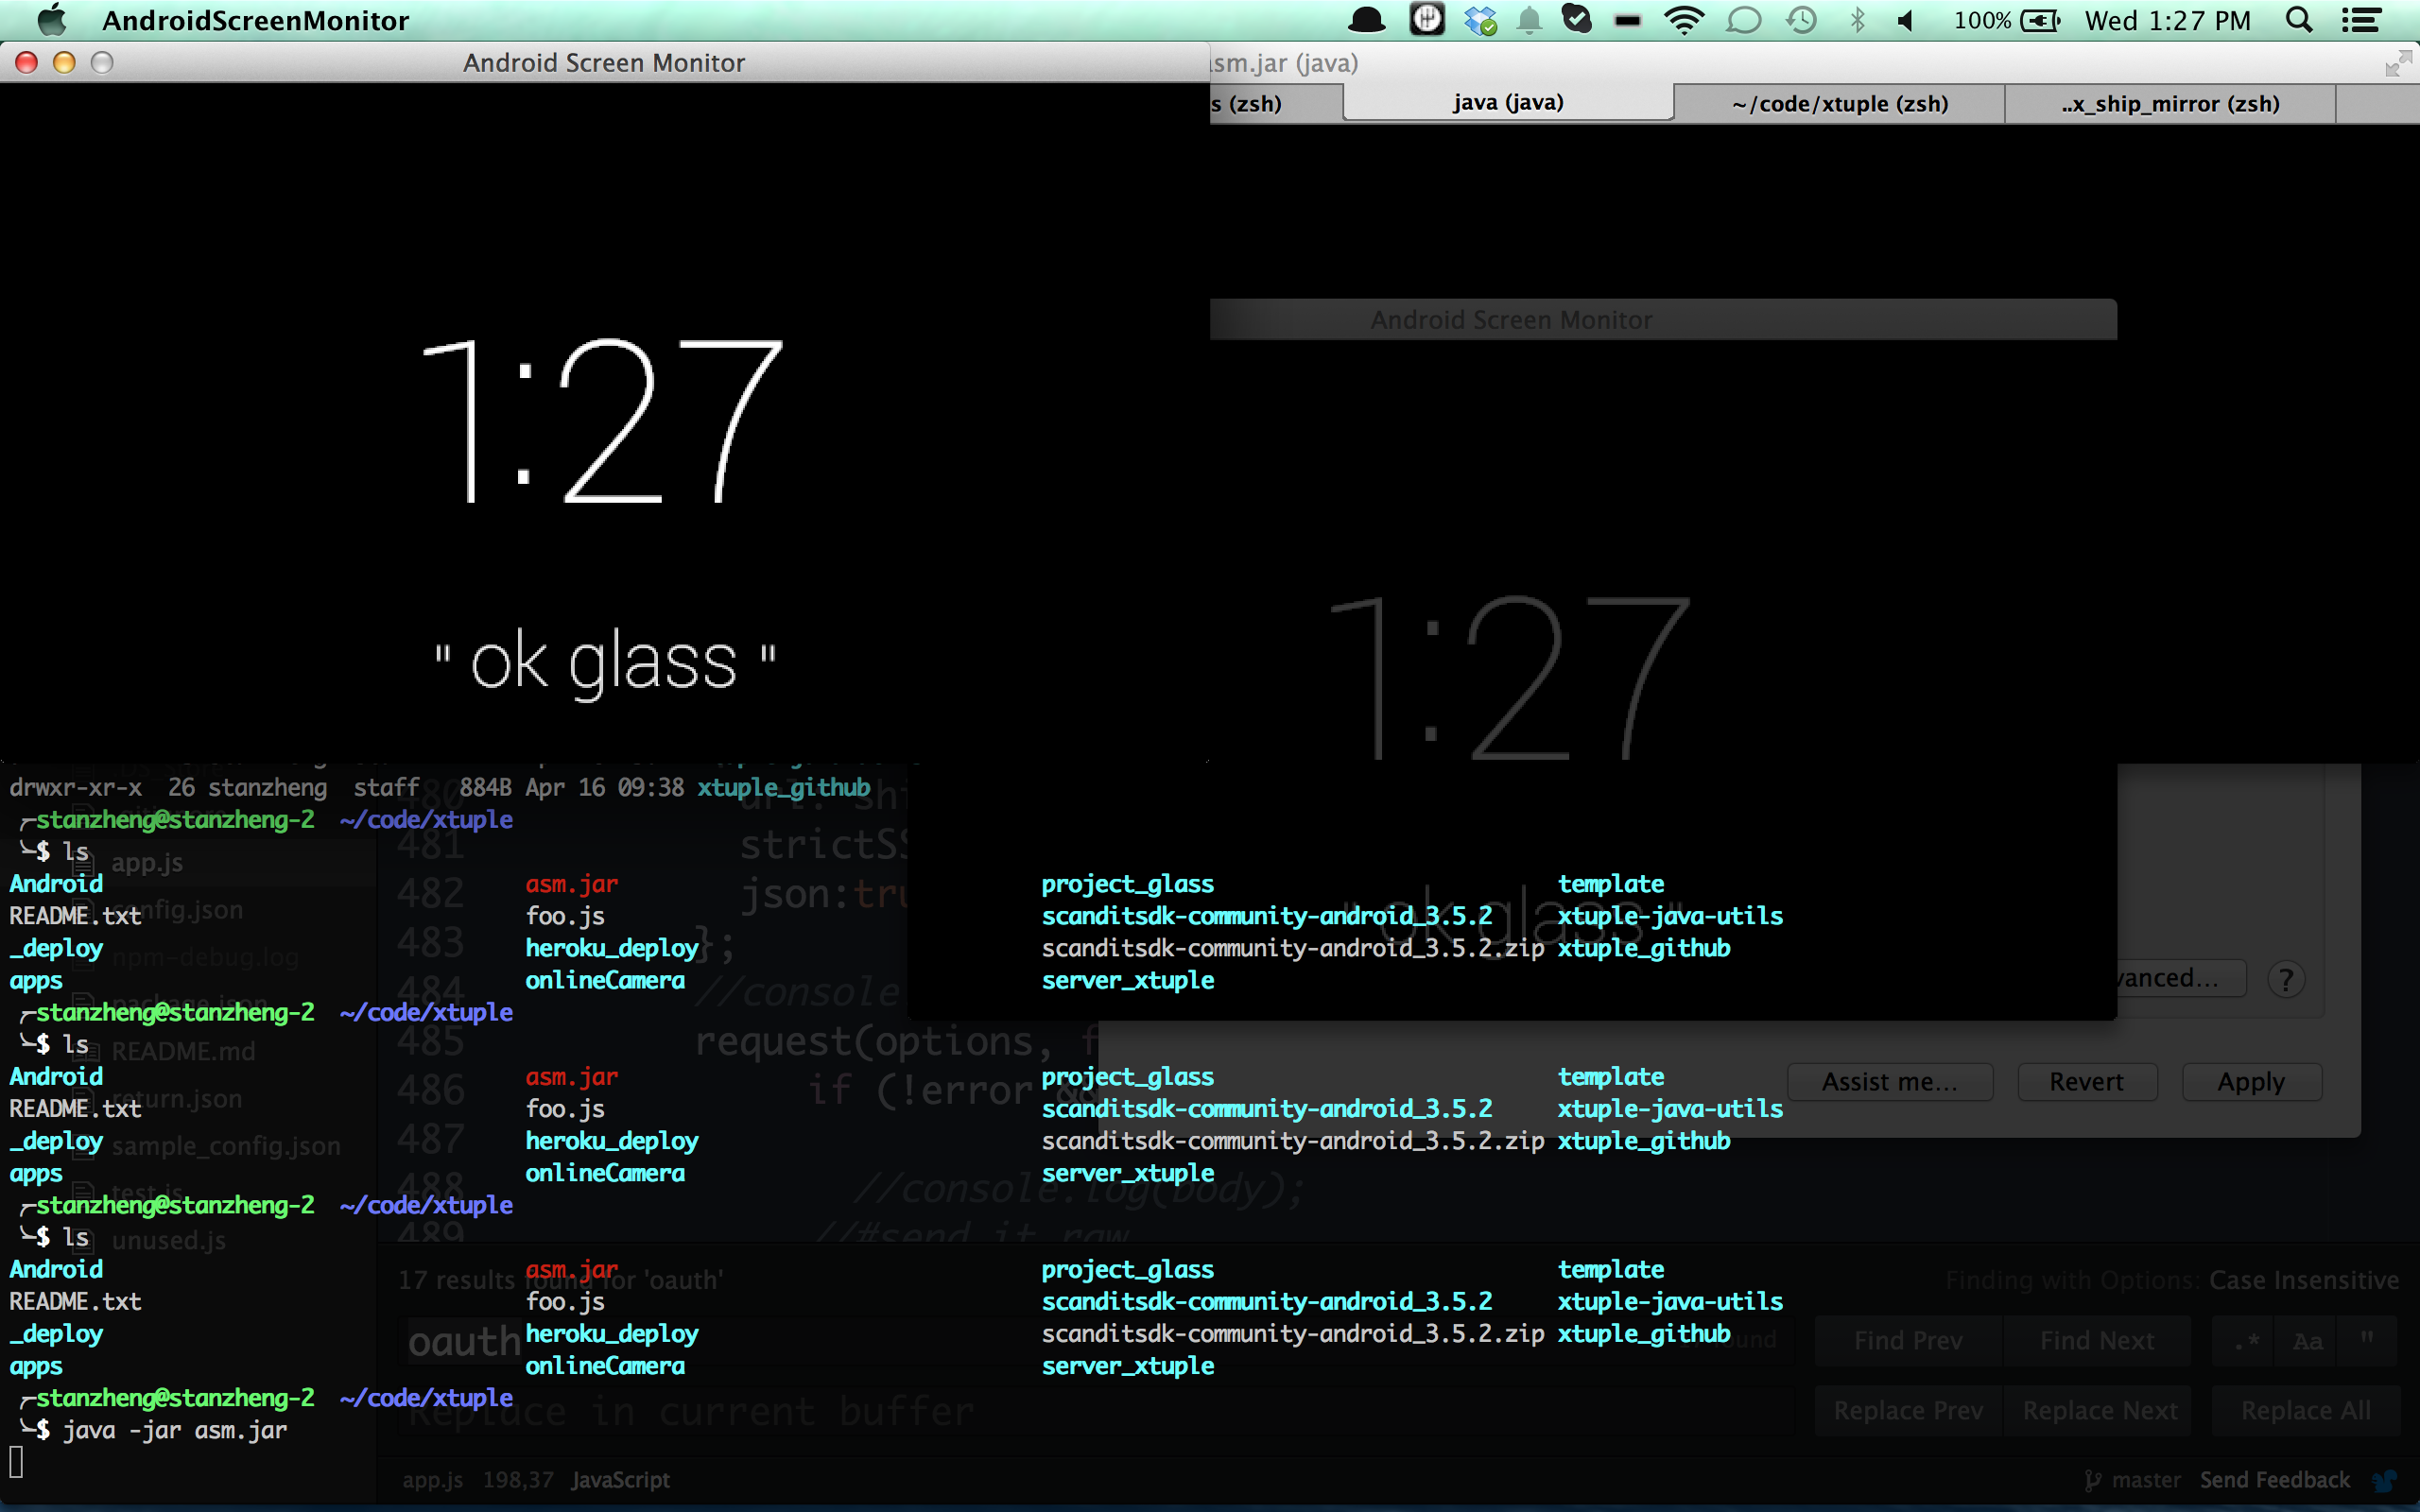 AndroidScreenMonitor 100% Wed 1:27 PM
Android Screen Monitor
asm.jar (java)
s (zsh) java (java) ~/code/xtuple (zsh) ..x_ship_mirror (zsh)
1:27
" ok glass "
Android Screen Monitor
1:27
" ok glass "
drwxr-xr-x 26 stanzheng staff 884B Apr 16 09:38 xtuple_github
stanzheng@stanzheng-2 ~/code/xtuple
$ ls
Android asm.jar project_glass template
README.txt foo.js scanditsdk-community-android_3.5.2 xtuple-java-utils
_deploy heroku_deploy scanditsdk-community-android_3.5.2.zip xtuple_github
apps onlineCamera server_xtuple
stanzheng@stanzheng-2 ~/code/xtuple
$ ls
Android asm.jar project_glass template
README.txt foo.js scanditsdk-community-android_3.5.2 xtuple-java-utils
_deploy heroku_deploy scanditsdk-community-android_3.5.2.zip xtuple_github
apps onlineCamera server_xtuple
stanzheng@stanzheng-2 ~/code/xtuple
$ ls
Android asm.jar project_glass template
README.txt foo.js scanditsdk-community-android_3.5.2 xtuple-java-utils
_deploy heroku_deploy scanditsdk-community-android_3.5.2.zip xtuple_github
apps onlineCamera server_xtuple
stanzheng@stanzheng-2 ~/code/xtuple
$ java -jar asm.jar
app.js
config.json
npm-debug.log
package.json
README.md
return.json
sample_config.json
test.js
unused.js
480 url: shi
481 strictSS
482 json:tru
483 };
484 //console
485 request(options, f
486 if (!error &&
487
488 //console.log(body);
489 //#send it raw
vanced... ?
Assist me... Revert Apply
17 results found for 'oauth' Finding with Options: Case Insensitive
oauth found Find Prev Find Next .* Aa "
Replace in current buffer Replace Prev Replace Next Replace All
app.js 198,37 JavaScript master Send Feedback